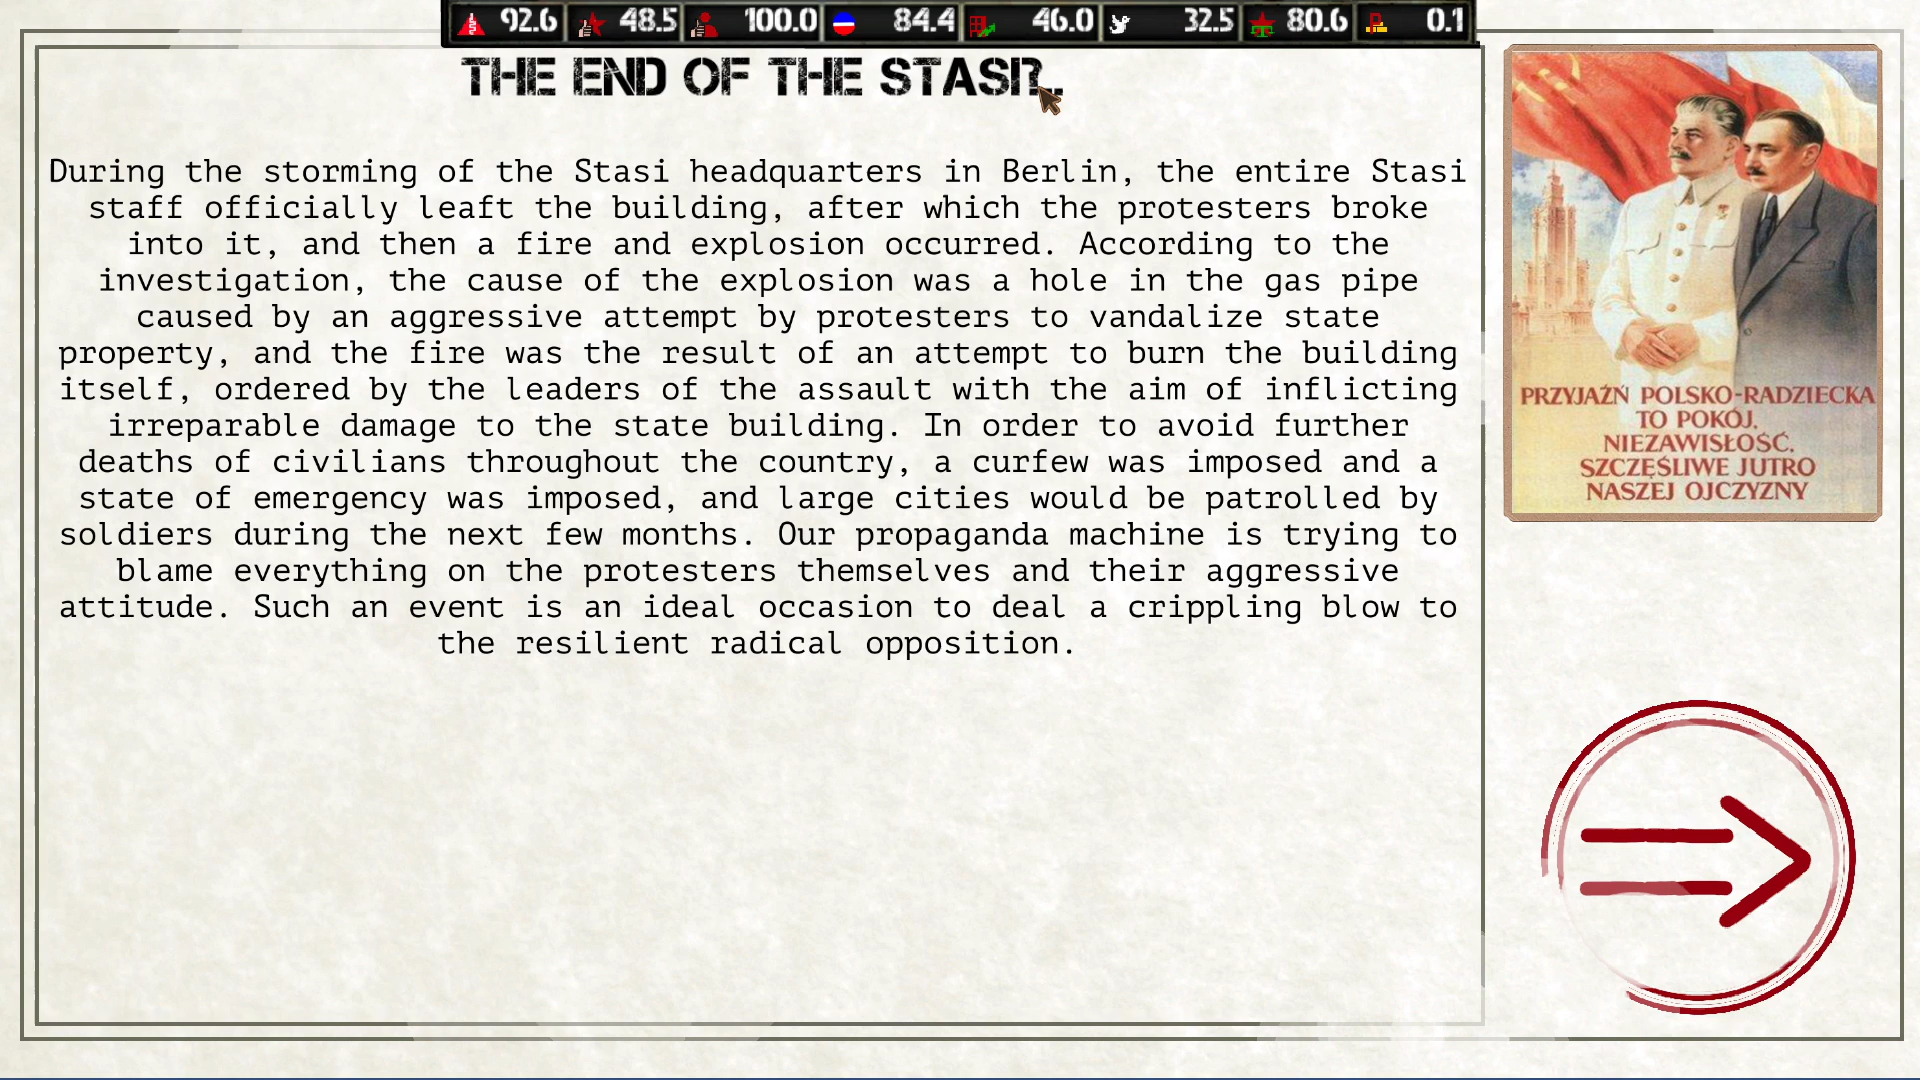 92.6 48.5 100.0 84.4 46.0 32.5 80.6 0.1
THE END OF THE STASI?..
During the storming of the Stasi headquarters in Berlin, the entire Stasi
staff officially leaft the building, after which the protesters broke
into it, and then a fire and explosion occurred. According to the
investigation, the cause of the explosion was a hole in the gas pipe
caused by an aggressive attempt by protesters to vandalize state
property, and the fire was the result of an attempt to burn the building
itself, ordered by the leaders of the assault with the aim of inflicting
irreparable damage to the state building. In order to avoid further
deaths of civilians throughout the country, a curfew was imposed and a
state of emergency was imposed, and large cities would be patrolled by
soldiers during the next few months. Our propaganda machine is trying to
blame everything on the protesters themselves and their aggressive
attitude. Such an event is an ideal occasion to deal a crippling blow to
the resilient radical opposition.
PRZYJAŹŃ POLSKO-RADZIECKA
TO POKÓJ,
NIEZAWISŁOŚĆ,
SZCZĘŚLIWE JUTRO
NASZEJ OJCZYZNY